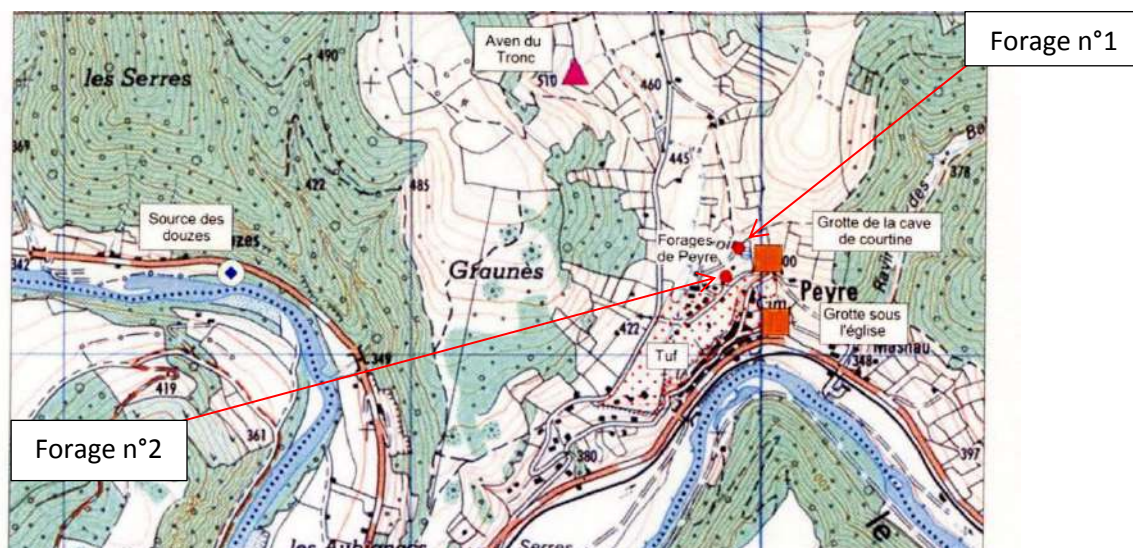 Forage n°1
Aven du
Tronc
490
510
460
les Serres
369
445
378
422
485
Source des
douzes
Grotte de la cave
de courtine
Forages
de Peyre
342
Graunès
Peyre
Cim.
Grotte sous
l'église
422
349
Tuf
348
419
Forage n°2
361
380
397
Serres